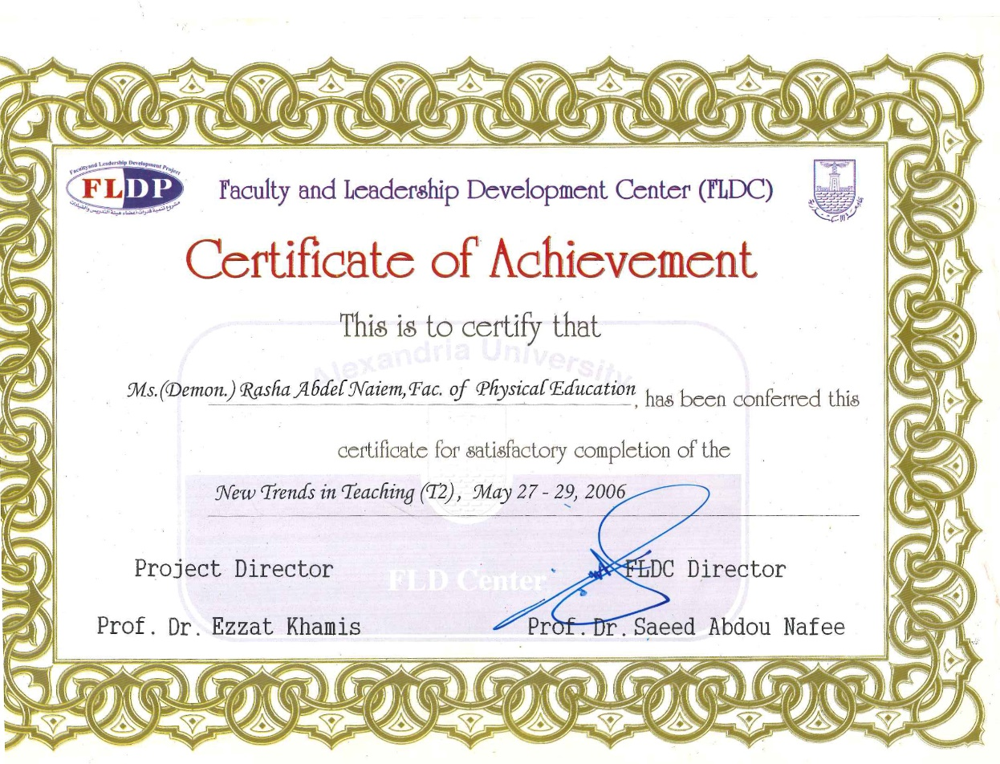 Faculty and Leadership Development Project
FLDP
مشروع تنمية قدرات اعضاء هيئة التدريس والقيادات
Faculty and Leadership Development Center (FLDC)
جامعة الإسكندرية
Certificate of Achievement
This is to certify that
Alexandria University
Ms.(Demon.) Rasha Abdel Naiem,Fac. of Physical Education, has been conferred this
certificate for satisfactory completion of the
New Trends in Teaching (T2), May 27 - 29, 2006
Project Director
FLDC Director
FLD Center
Prof. Dr. Ezzat Khamis
Prof. Dr. Saeed Abdou Nafee